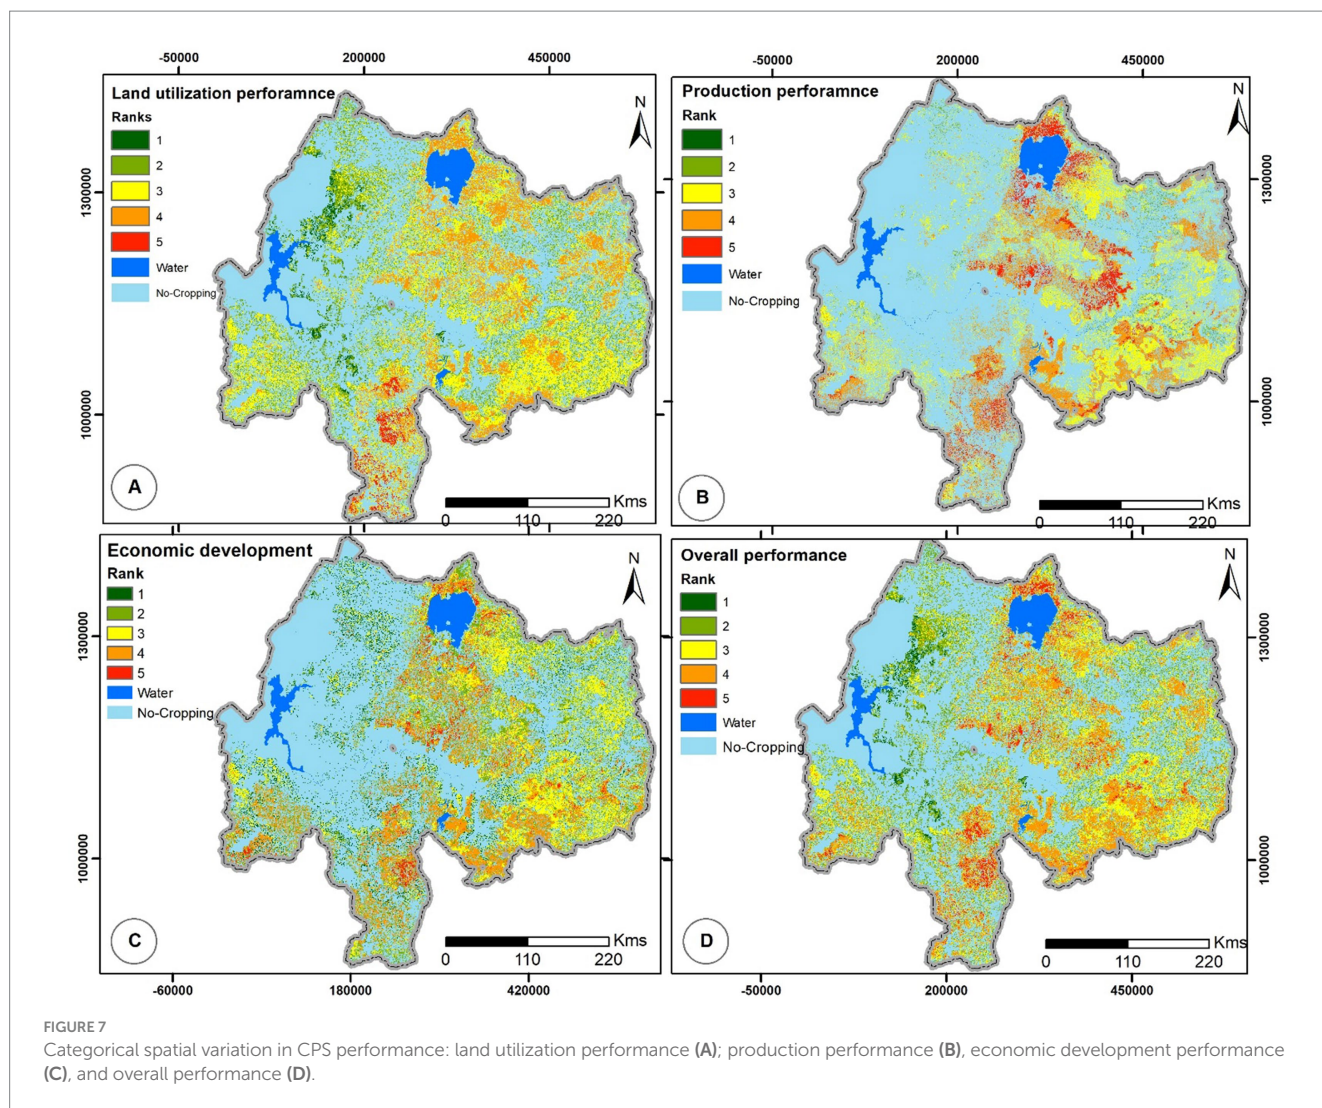 -50000 200000 450000
-50000 200000 450000
Land utilization perforamnce
Ranks
1
2
3
4
5
Water
No-Cropping
N
1300000
1000000
A
Kms
0 110 220
Production perforamnce
Rank
1
2
3
4
5
Water
No-Cropping
N
1300000
1000000
B
Kms
0 110 220
Economic development
Rank
1
2
3
4
5
Water
No-Cropping
N
1300000
1000000
C
Kms
0 110 220
-60000 180000 420000
Overall performance
Rank
1
2
3
4
5
Water
No-Cropping
N
1300000
1000000
D
Kms
0 110 220
-50000 200000 450000
FIGURE 7
Categorical spatial variation in CPS performance: land utilization performance (A); production performance (B), economic development performance
(C), and overall performance (D).